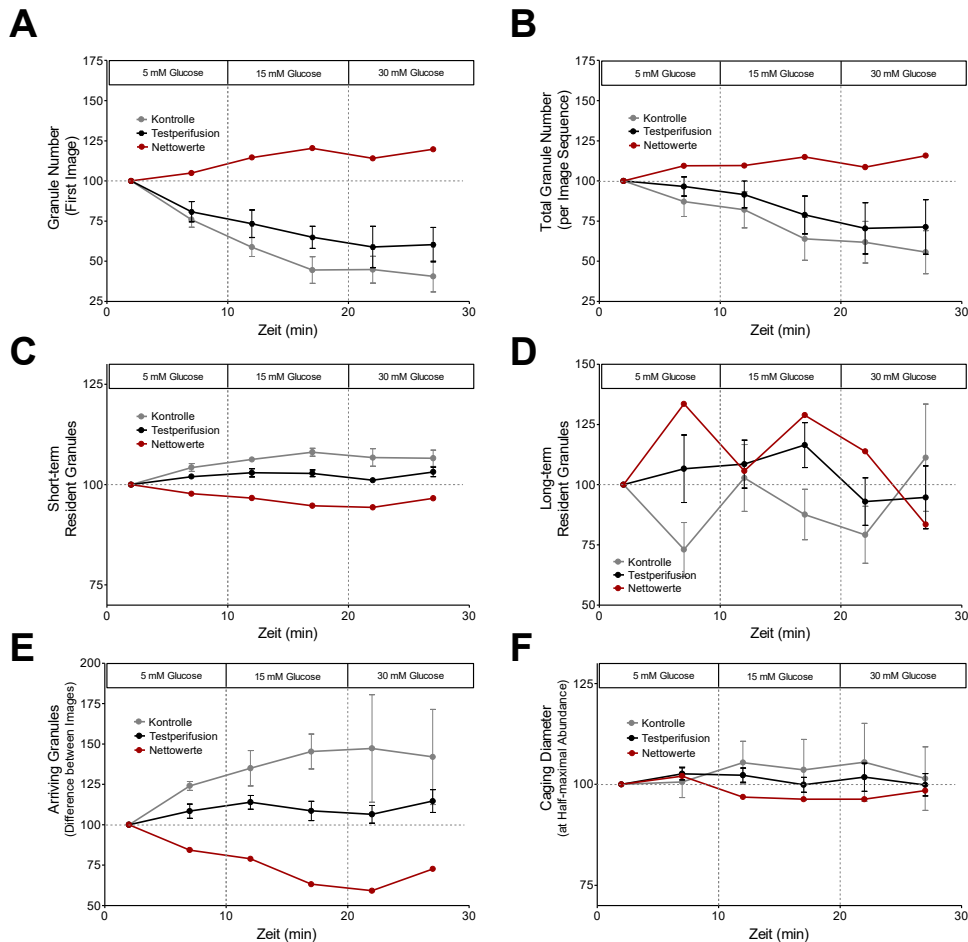 A
175
5 mM Glucose
15 mM Glucose
30 mM Glucose
150
125
100
75
50
25
Kontrolle
Testperifusion
Nettowerte
Granule Number
(First Image)
0
10
20
30
Zeit (min)
B
175
5 mM Glucose
15 mM Glucose
30 mM Glucose
150
125
100
75
50
25
Kontrolle
Testperifusion
Nettowerte
Total Granule Number
(per Image Sequence)
0
10
20
30
Zeit (min)
C
5 mM Glucose
15 mM Glucose
30 mM Glucose
125
100
75
Kontrolle
Testperifusion
Nettowerte
Short-term
Resident Granules
0
10
20
30
Zeit (min)
D
150
5 mM Glucose
15 mM Glucose
30 mM Glucose
125
100
75
50
Kontrolle
Testperifusion
Nettowerte
Long-term
Resident Granules
0
10
20
30
Zeit (min)
E
200
5 mM Glucose
15 mM Glucose
30 mM Glucose
175
150
125
100
75
50
Kontrolle
Testperifusion
Nettowerte
Arriving Granules
(Difference between Images)
0
10
20
30
Zeit (min)
F
5 mM Glucose
15 mM Glucose
30 mM Glucose
125
100
75
Kontrolle
Testperifusion
Nettowerte
Caging Diameter
(at Half-maximal Abundance)
0
10
20
30
Zeit (min)